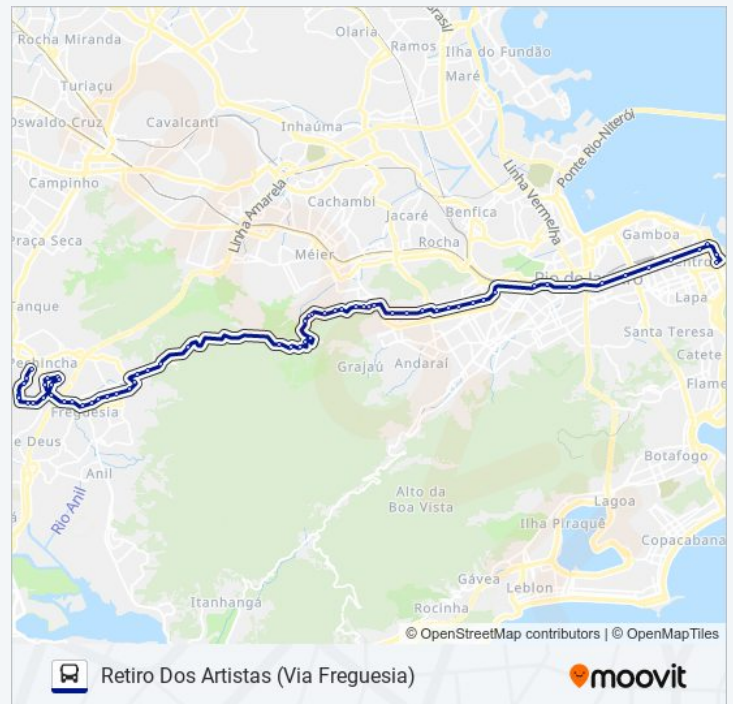 Rocha Miranda
Olaria
Ramos
Ilha do Fundão
Maré
Brasil
Turiaçu
Oswaldo Cruz
Cavalcanti
Inhaúma
Ponte Rio-Niterói
Campinho
Linha Amarela
Cachambi
Linha Vermelha
Jacaré
Benfica
Praça Seca
Méier
Rocha
Gamboa
Rio de Janeiro
Centro
Lapa
Tanque
Santa Teresa
Pechincha
Grajaú
Andaraí
Catete
Flame
Freguesia
e Deus
Anil
Botafogo
Rio Anil
Alto da
Boa Vista
Lagoa
Ilha Piraquê
Copacabana
Gávea
Leblon
Itanhangá
Rocinha
© OpenStreetMap contributors | © OpenMapTiles
Retiro Dos Artistas (Via Freguesia)
moovit